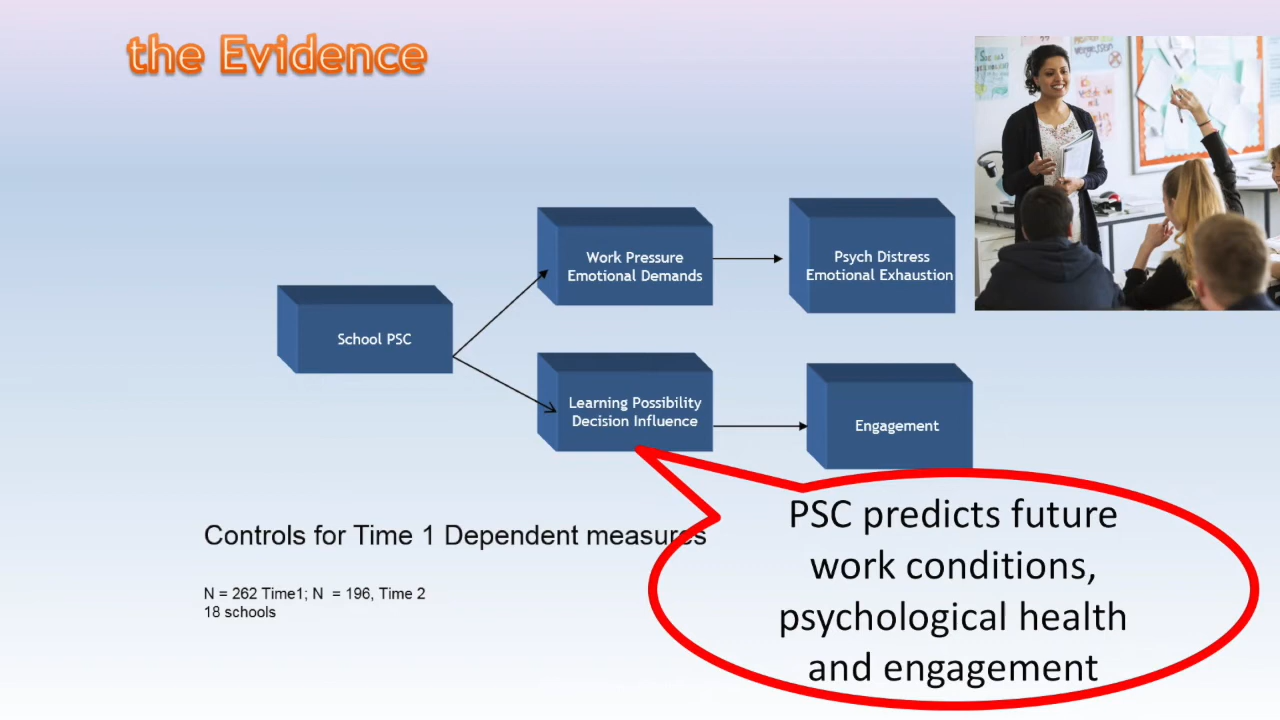 the Evidence
Work Pressure
Emotional Demands
Psych Distress
Emotional Exhaustion
School PSC
Learning Possibility
Decision Influence
Engagement
PSC predicts future
work conditions,
psychological health
and engagement
Controls for Time 1 Dependent measures
N = 262 Time1; N = 196, Time 2
18 schools